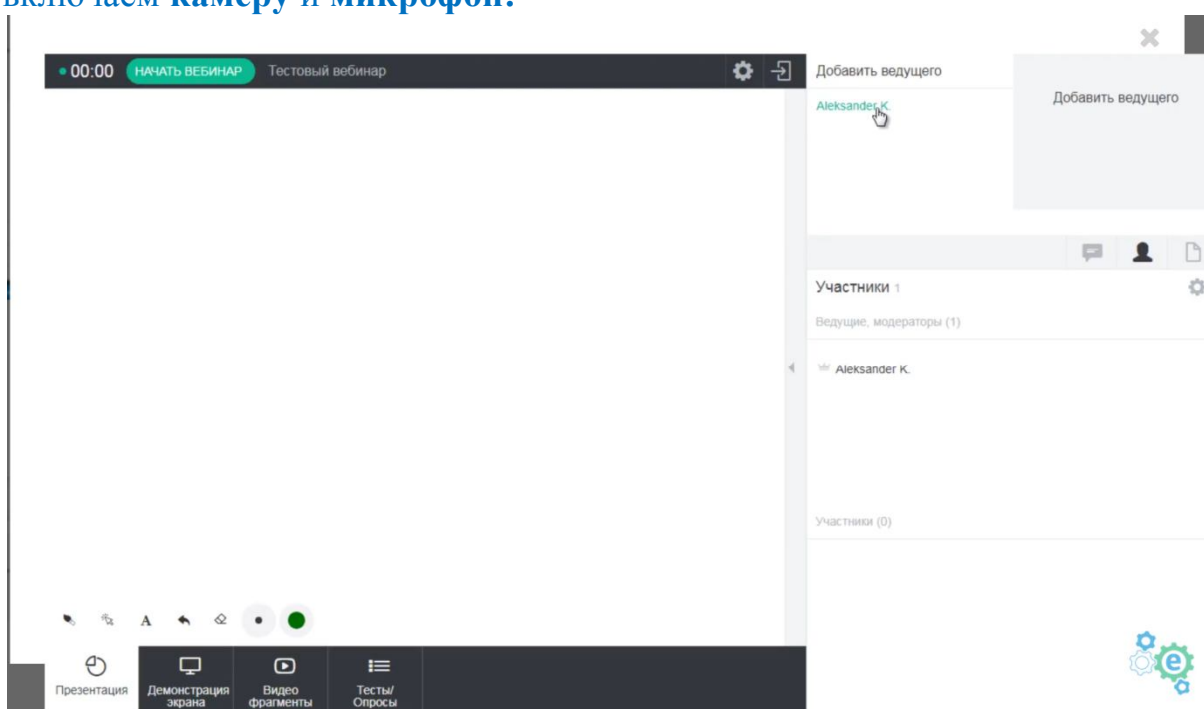 включаем камеру и микрофон:
00:00 НАЧАТЬ ВЕБИНАР Тестовый вебинар
Добавить ведущего
Добавить ведущего
Aleksander K.
Участники 1
Ведущие, модераторы (1)
Aleksander K.
Участники (0)
A
Презентация
Демонстрация
экрана
Видео
фрагменты
Тесты/
Опросы
e